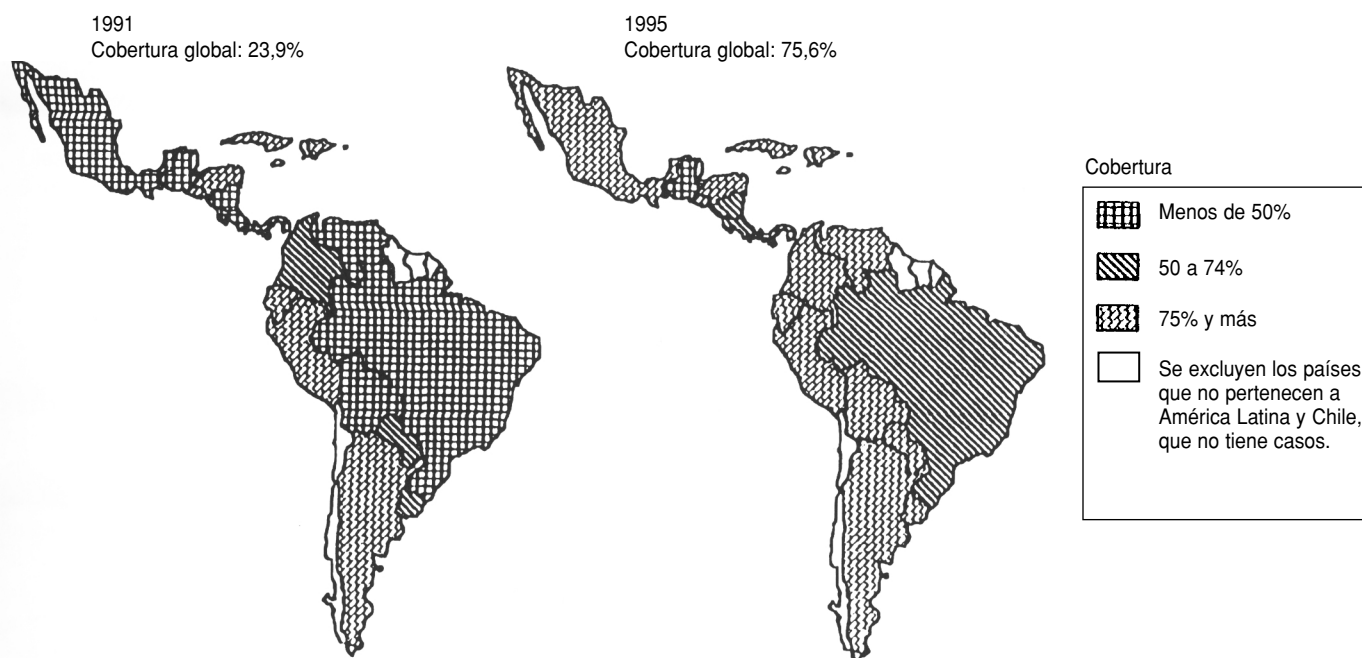 1991
Cobertura global: 23,9%
1995
Cobertura global: 75,6%
Cobertura
Menos de 50%
50 a 74%
75% y más
Se excluyen los países
que no pertenecen a
América Latina y Chile,
que no tiene casos.